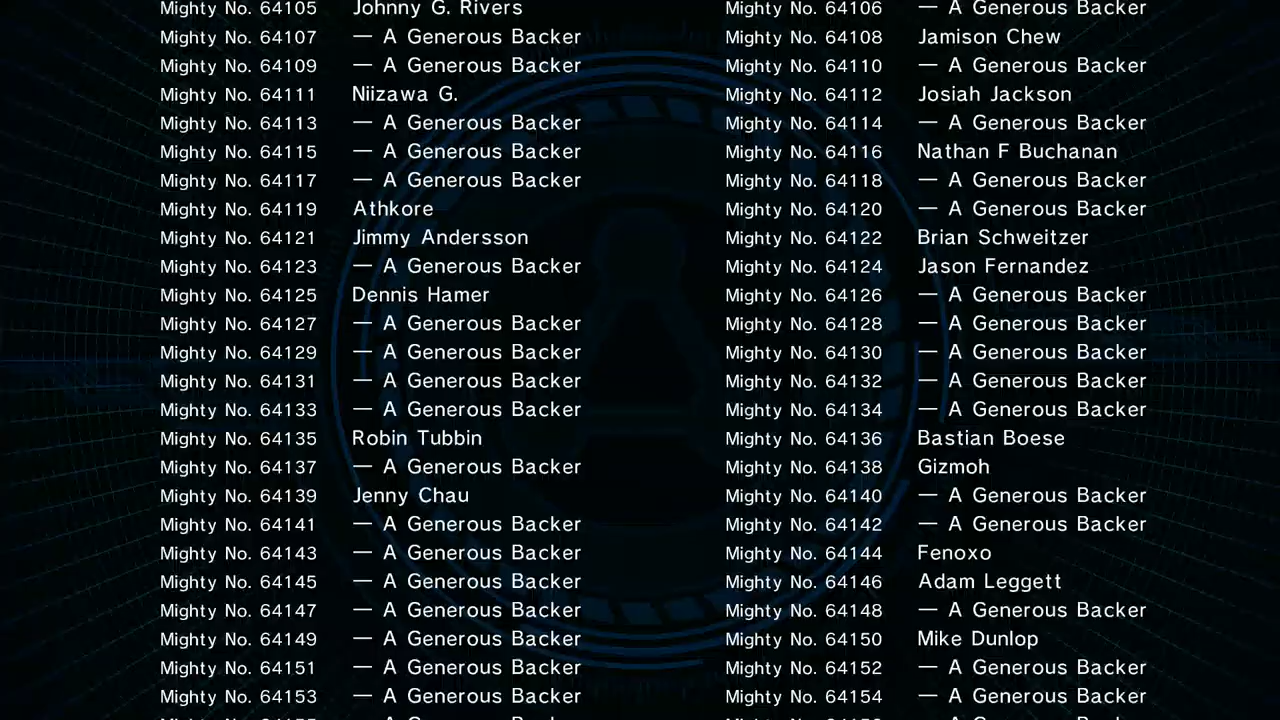 Mighty No. 64105 Johnny G. Rivers Mighty No. 64106 — A Generous Backer
Mighty No. 64107 — A Generous Backer Mighty No. 64108 Jamison Chew
Mighty No. 64109 — A Generous Backer Mighty No. 64110 — A Generous Backer
Mighty No. 64111 Niizawa G. Mighty No. 64112 Josiah Jackson
Mighty No. 64113 — A Generous Backer Mighty No. 64114 — A Generous Backer
Mighty No. 64115 — A Generous Backer Mighty No. 64116 Nathan F Buchanan
Mighty No. 64117 — A Generous Backer Mighty No. 64118 — A Generous Backer
Mighty No. 64119 Athkore Mighty No. 64120 — A Generous Backer
Mighty No. 64121 Jimmy Andersson Mighty No. 64122 Brian Schweitzer
Mighty No. 64123 — A Generous Backer Mighty No. 64124 Jason Fernandez
Mighty No. 64125 Dennis Hamer Mighty No. 64126 — A Generous Backer
Mighty No. 64127 — A Generous Backer Mighty No. 64128 — A Generous Backer
Mighty No. 64129 — A Generous Backer Mighty No. 64130 — A Generous Backer
Mighty No. 64131 — A Generous Backer Mighty No. 64132 — A Generous Backer
Mighty No. 64133 — A Generous Backer Mighty No. 64134 — A Generous Backer
Mighty No. 64135 Robin Tubbin Mighty No. 64136 Bastian Boese
Mighty No. 64137 — A Generous Backer Mighty No. 64138 Gizmoh
Mighty No. 64139 Jenny Chau Mighty No. 64140 — A Generous Backer
Mighty No. 64141 — A Generous Backer Mighty No. 64142 — A Generous Backer
Mighty No. 64143 — A Generous Backer Mighty No. 64144 Fenoxo
Mighty No. 64145 — A Generous Backer Mighty No. 64146 Adam Leggett
Mighty No. 64147 — A Generous Backer Mighty No. 64148 — A Generous Backer
Mighty No. 64149 — A Generous Backer Mighty No. 64150 Mike Dunlop
Mighty No. 64151 — A Generous Backer Mighty No. 64152 — A Generous Backer
Mighty No. 64153 — A Generous Backer Mighty No. 64154 — A Generous Backer